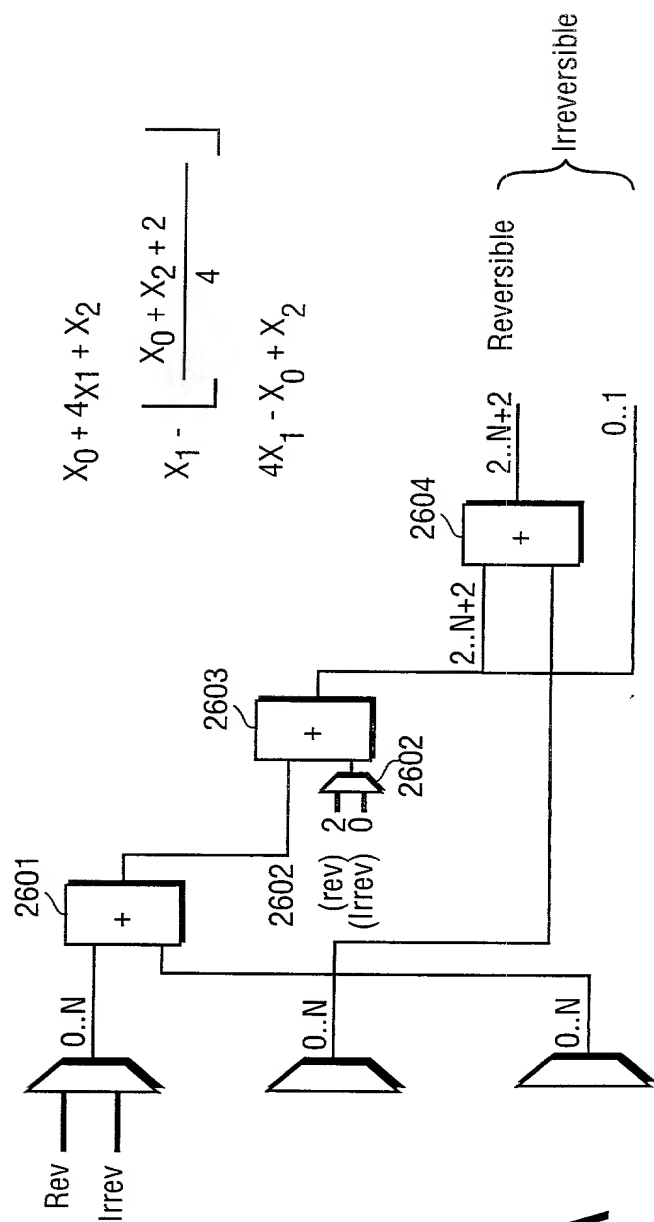 Rev
Irrev
0..N
0..N
0..N
2601
+
2602
(rev) 2
(Irrev) 0
2602
2603
+
2..N+2
2604
+
2..N+2
0..1
Reversible
Irreversible
X0 + 4X1 + X2
X1 - ⌊ X0 + X2 + 2
4 ⌋
4X1 - X0 + X2